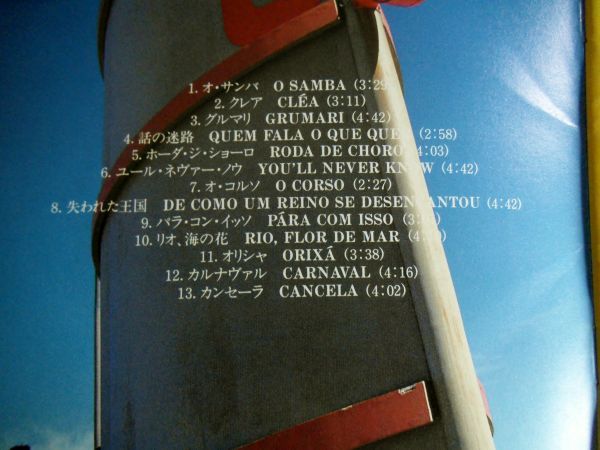 1. オ・サンバ O SAMBA (3:29)
2. クレア CLÉA (3:11)
3. グルマリ GRUMARI (4:42)
4. 話の迷路 QUEM FALA O QUE QUE (2:58)
5. ホーダ・ジ・ショーロ RODA DE CHORO (4:03)
6. ユール・ネヴァー・ノウ YOU'LL NEVER KNOW (4:42)
7. オ・コルソ O CORSO (2:27)
8. 失われた王国 DE COMO UM REINO SE DESENCANTOU (4:42)
9. パラ・コン・イッソ PÁRA COM ISSO
10. リオ、海の花 RIO, FLOR DE MAR
11. オリシャ ORIXÁ (3:38)
12. カルナヴァル CARNAVAL (4:16)
13. カンセーラ CANCELA (4:02)